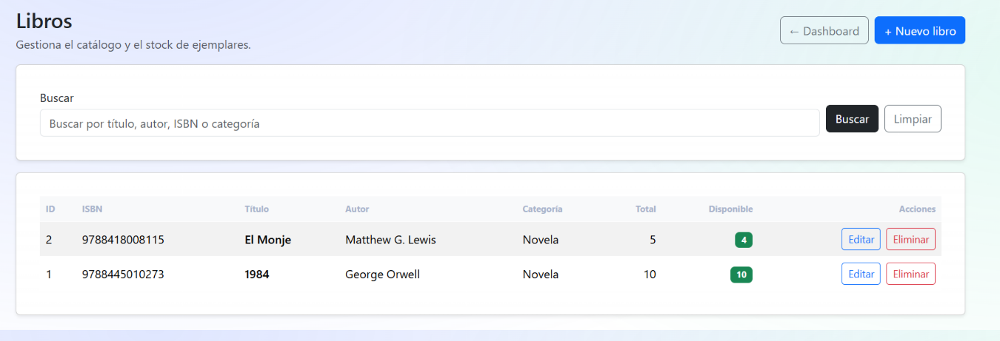 Libros
Gestiona el catálogo y el stock de ejemplares.
← Dashboard
+ Nuevo libro
Buscar
Buscar por título, autor, ISBN o categoría
Buscar
Limpiar
ID ISBN Título Autor Categoría Total Disponible Acciones
2 9788418008115 El Monje Matthew G. Lewis Novela 5 4 Editar Eliminar
1 9788445010273 1984 George Orwell Novela 10 10 Editar Eliminar